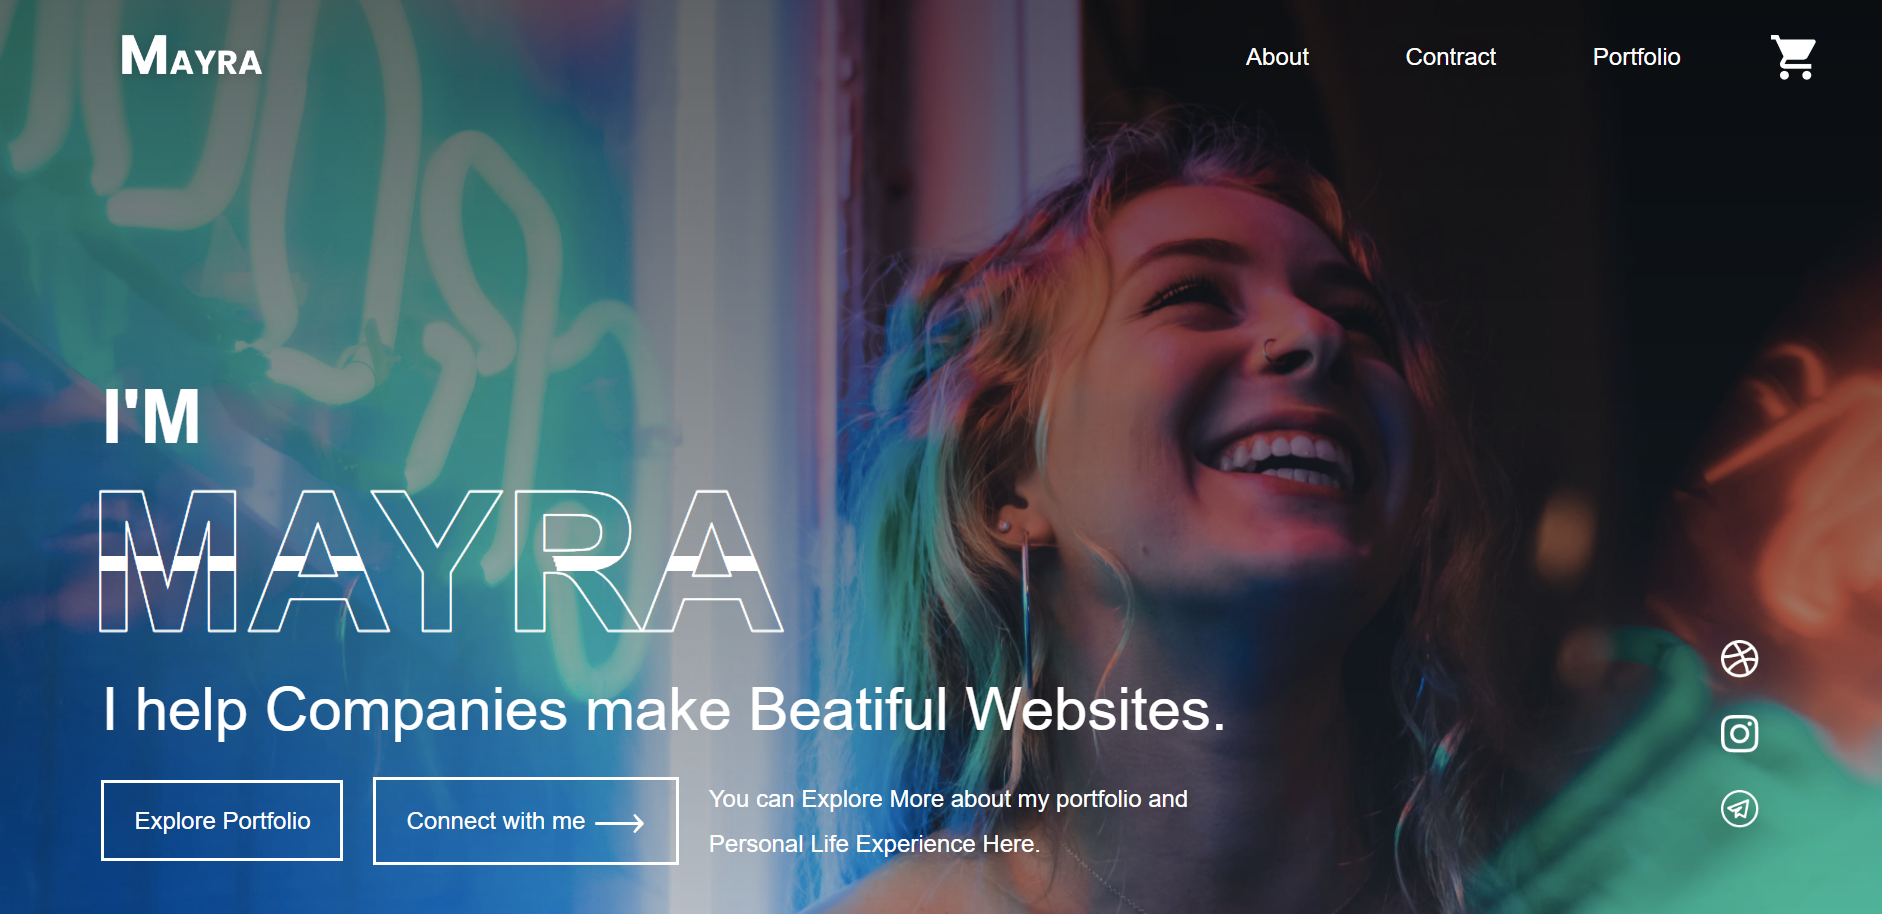 MAYRA
About
Contract
Portfolio
I'M
MAYRA
I help Companies make Beatiful Websites.
Explore Portfolio
Connect with me
You can Explore More about my portfolio and
Personal Life Experience Here.